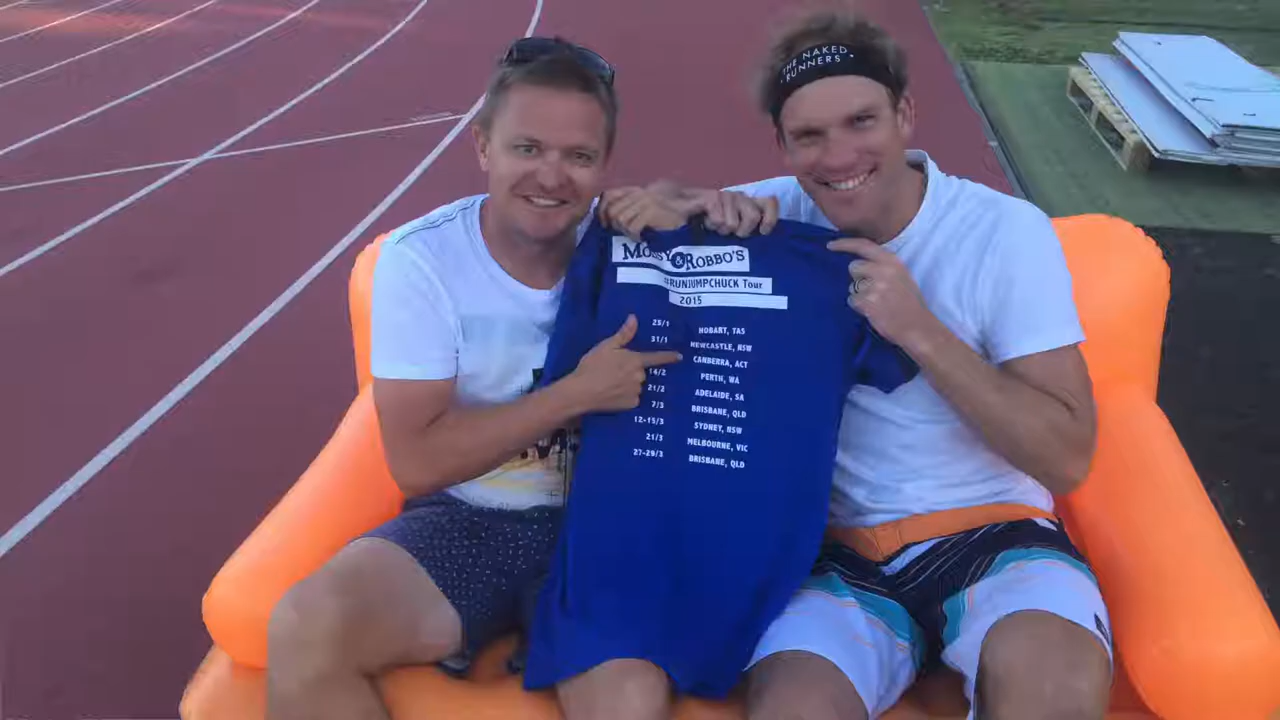 THE NAKED
RUNNERS
MOSSY & ROBBO'S
RUNJUMPCHUCK Tour
2015
25/1 HOBART, TAS
31/1 NEWCASTLE, NSW
CANBERRA, ACT
14/2 PERTH, WA
21/2 ADELAIDE, SA
7/3 BRISBANE, QLD
12-15/3 SYDNEY, NSW
21/3 MELBOURNE, VIC
27-29/3 BRISBANE, QLD